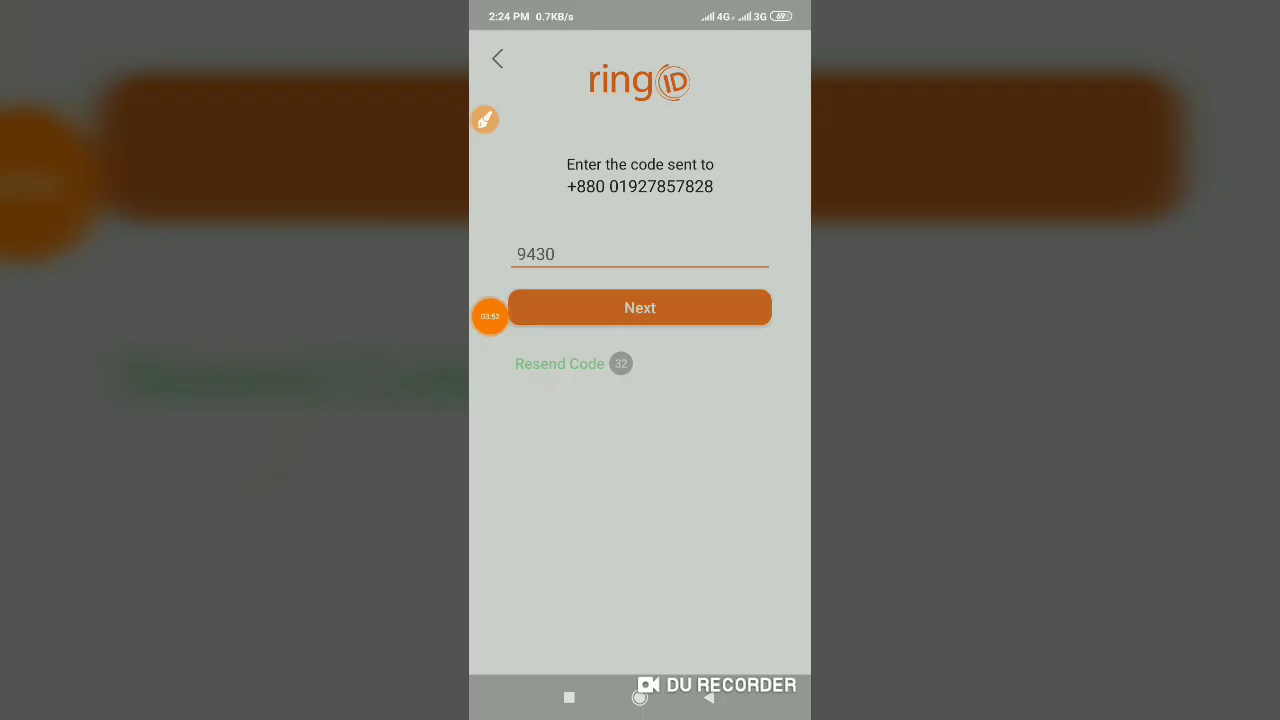 2:24 PM 0.7KB/s 4G 3G 69
ringID
Enter the code sent to
+880 01927857828
9430
03:52
Next
Resend Code 32
DU RECORDER